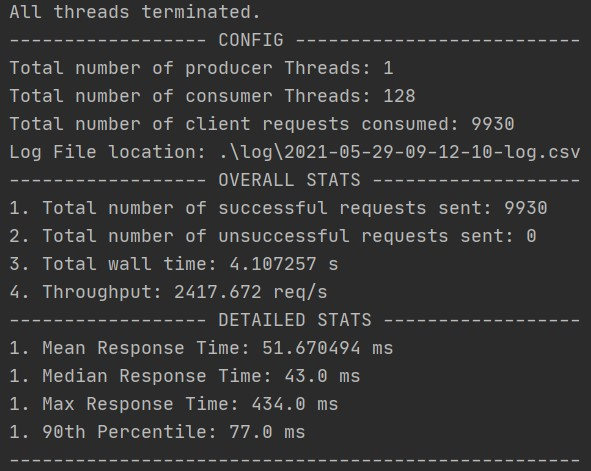 All threads terminated.
------------------ CONFIG --------------------------
Total number of producer Threads: 1
Total number of consumer Threads: 128
Total number of client requests consumed: 9930
Log File location: .\log\2021-05-29-09-12-10-log.csv
------------------ OVERALL STATS -------------------
1. Total number of successful requests sent: 9930
2. Total number of unsuccessful requests sent: 0
3. Total wall time: 4.107257 s
4. Throughput: 2417.672 req/s
------------------ DETAILED STATS ------------------
1. Mean Response Time: 51.670494 ms
1. Median Response Time: 43.0 ms
1. Max Response Time: 434.0 ms
1. 90th Percentile: 77.0 ms
----------------------------------------------------